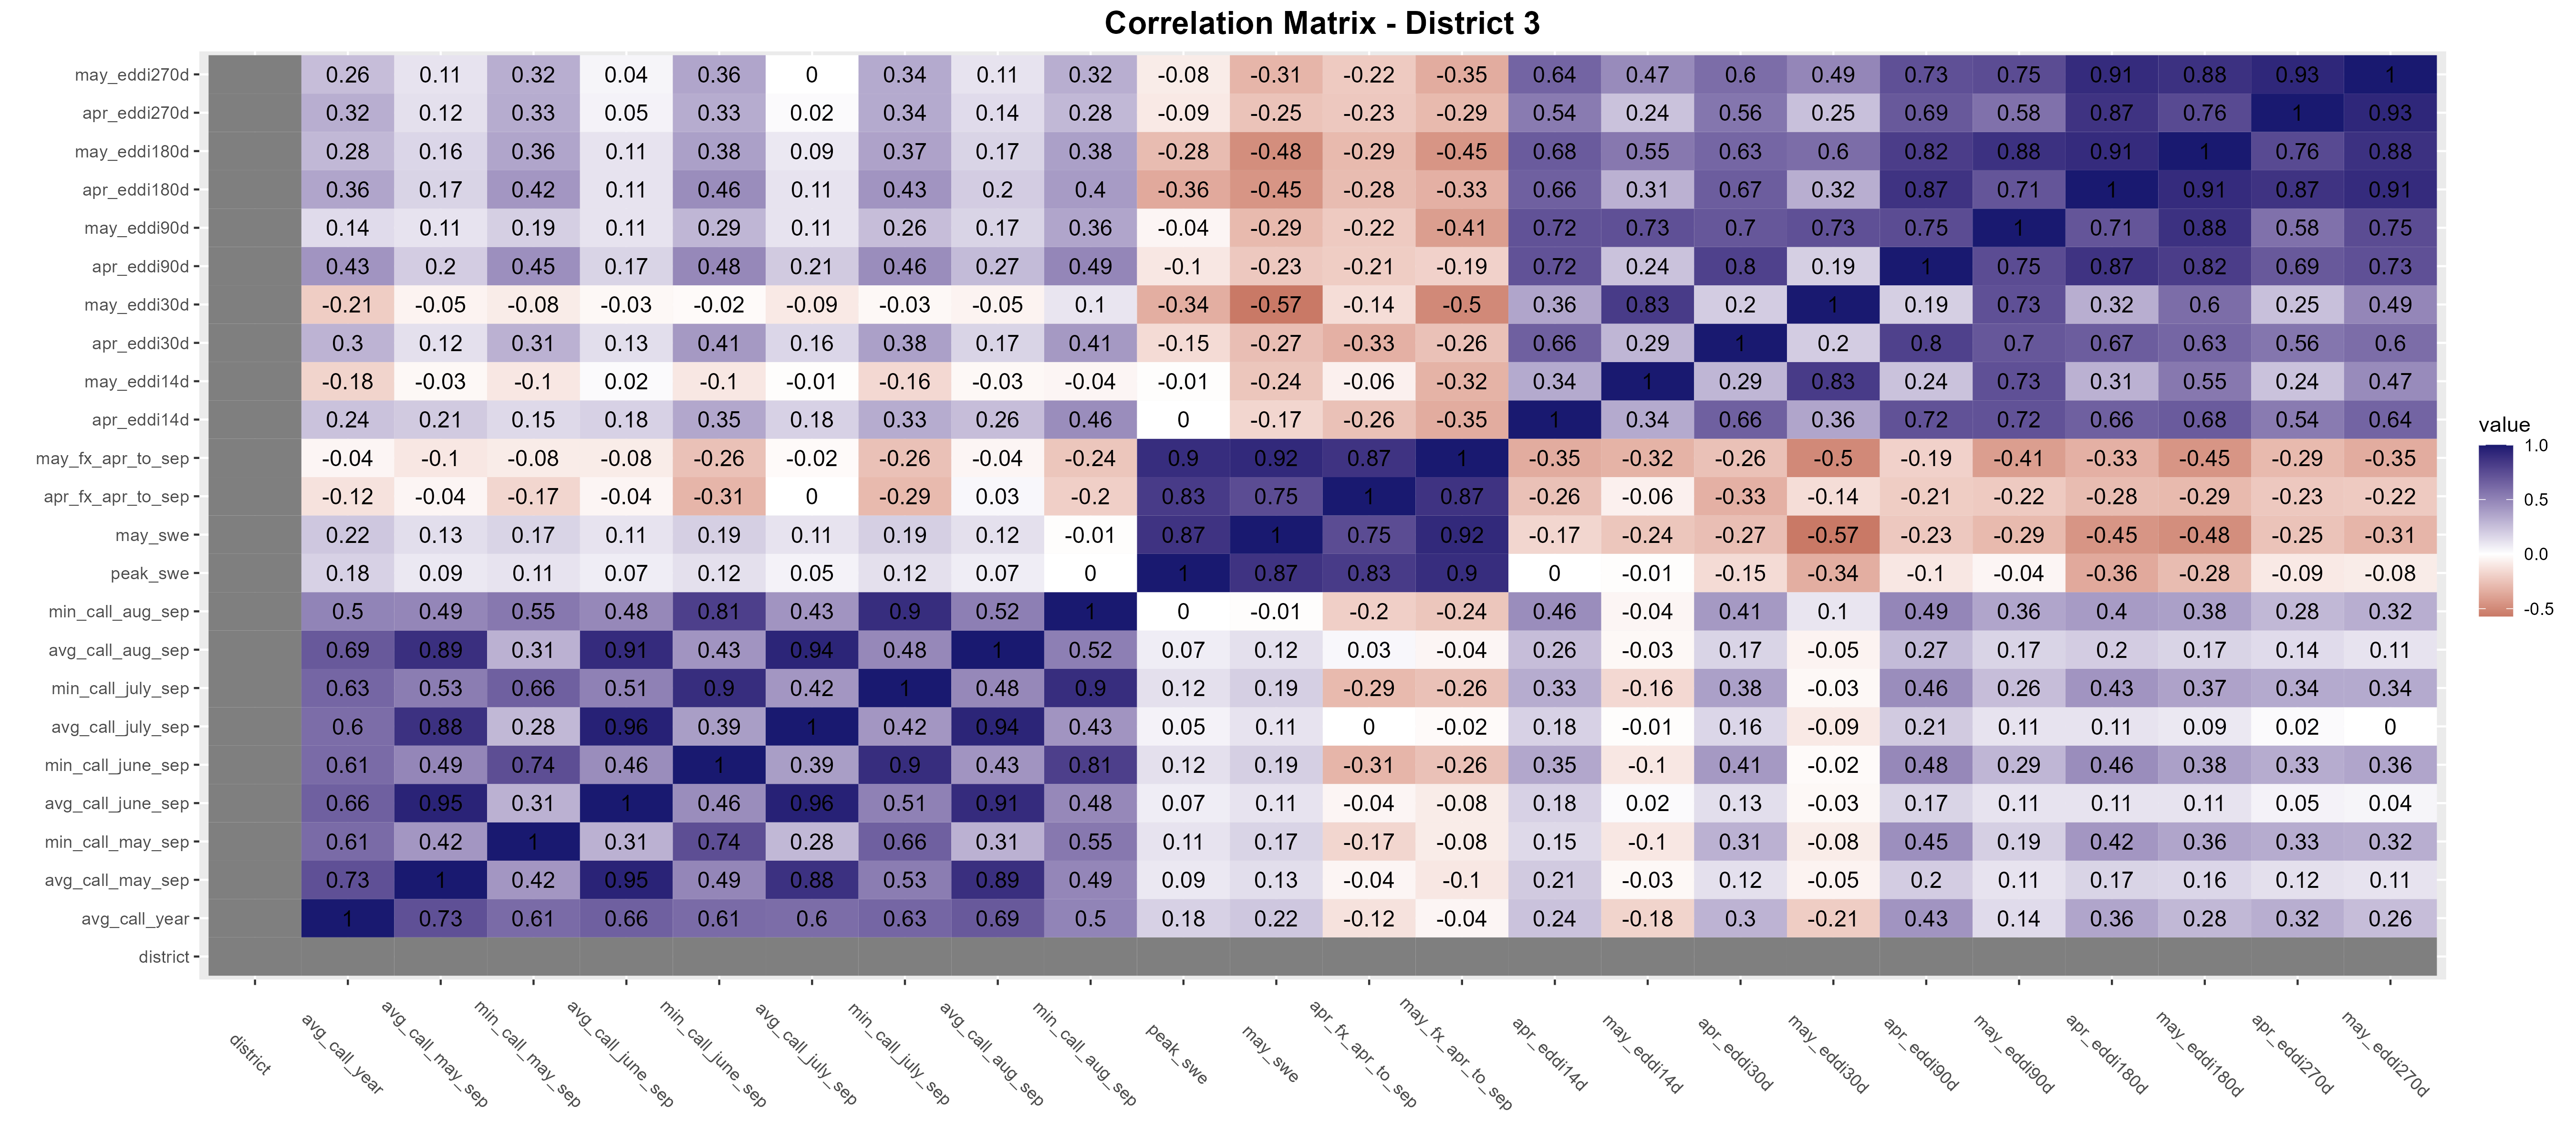 Correlation Matrix - District 3
may_eddi270d 0.26 0.11 0.32 0.04 0.36 0 0.34 0.11 0.32 -0.08 -0.31 -0.22 -0.35 0.64 0.47 0.6 0.49 0.73 0.75 0.91 0.88 0.93 1
apr_eddi270d 0.32 0.12 0.33 0.05 0.33 0.02 0.34 0.14 0.28 -0.09 -0.25 -0.23 -0.29 0.54 0.24 0.56 0.25 0.69 0.58 0.87 0.76 1 0.93
may_eddi180d 0.28 0.16 0.36 0.11 0.38 0.09 0.37 0.17 0.38 -0.28 -0.48 -0.29 -0.45 0.68 0.55 0.63 0.6 0.82 0.88 0.91 1 0.76 0.88
apr_eddi180d 0.36 0.17 0.42 0.11 0.46 0.11 0.43 0.2 0.4 -0.36 -0.45 -0.28 -0.33 0.66 0.31 0.67 0.32 0.87 0.71 1 0.91 0.87 0.91
may_eddi90d 0.14 0.11 0.19 0.11 0.29 0.11 0.26 0.17 0.36 -0.04 -0.29 -0.22 -0.41 0.72 0.73 0.7 0.73 0.75 1 0.71 0.88 0.58 0.75
apr_eddi90d 0.43 0.2 0.45 0.17 0.48 0.21 0.46 0.27 0.49 -0.1 -0.23 -0.21 -0.19 0.72 0.24 0.8 0.19 1 0.75 0.87 0.82 0.69 0.73
may_eddi30d -0.21 -0.05 -0.08 -0.03 -0.02 -0.09 -0.03 -0.05 0.1 -0.34 -0.57 -0.14 -0.5 0.36 0.83 0.2 1 0.19 0.73 0.32 0.6 0.25 0.49
apr_eddi30d 0.3 0.12 0.31 0.13 0.41 0.16 0.38 0.17 0.41 -0.15 -0.27 -0.33 -0.26 0.66 0.29 1 0.2 0.8 0.7 0.67 0.63 0.56 0.6
may_eddi14d -0.18 -0.03 -0.1 0.02 -0.1 -0.01 -0.16 -0.03 -0.04 -0.01 -0.24 -0.06 -0.32 0.34 1 0.29 0.83 0.24 0.73 0.31 0.55 0.24 0.47
apr_eddi14d 0.24 0.21 0.15 0.18 0.35 0.18 0.33 0.26 0.46 0 -0.17 -0.26 -0.35 1 0.34 0.66 0.36 0.72 0.72 0.66 0.68 0.54 0.64
may_fx_apr_to_sep -0.04 -0.1 -0.08 -0.08 -0.26 -0.02 -0.26 -0.04 -0.24 0.9 0.92 0.87 1 -0.35 -0.32 -0.26 -0.5 -0.19 -0.41 -0.33 -0.45 -0.29 -0.35
apr_fx_apr_to_sep -0.12 -0.04 -0.17 -0.04 -0.31 0 -0.29 0.03 -0.2 0.83 0.75 1 0.87 -0.26 -0.06 -0.33 -0.14 -0.21 -0.22 -0.28 -0.29 -0.23 -0.22
may_swe 0.22 0.13 0.17 0.11 0.19 0.11 0.19 0.12 -0.01 0.87 1 0.75 0.92 -0.17 -0.24 -0.27 -0.57 -0.23 -0.29 -0.45 -0.48 -0.25 -0.31
peak_swe 0.18 0.09 0.11 0.07 0.12 0.05 0.12 0.07 0 1 0.87 0.83 0.9 0 -0.01 -0.15 -0.34 -0.1 -0.04 -0.36 -0.28 -0.09 -0.08
min_call_aug_sep 0.5 0.49 0.55 0.48 0.81 0.43 0.9 0.52 1 0 -0.01 -0.2 -0.24 0.46 -0.04 0.41 0.1 0.49 0.36 0.4 0.38 0.28 0.32
avg_call_aug_sep 0.69 0.89 0.31 0.91 0.43 0.94 0.48 1 0.52 0.07 0.12 0.03 -0.04 0.26 -0.03 0.17 -0.05 0.27 0.17 0.2 0.17 0.14 0.11
min_call_july_sep 0.63 0.53 0.66 0.51 0.9 0.42 1 0.48 0.9 0.12 0.19 -0.29 -0.26 0.33 -0.16 0.38 -0.03 0.46 0.26 0.43 0.37 0.34 0.34
avg_call_july_sep 0.6 0.88 0.28 0.96 0.39 1 0.42 0.94 0.43 0.05 0.11 0 -0.02 0.18 -0.01 0.16 -0.09 0.21 0.11 0.11 0.09 0.02 0
min_call_june_sep 0.61 0.49 0.74 0.46 1 0.39 0.9 0.43 0.81 0.12 0.19 -0.31 -0.26 0.35 -0.1 0.41 -0.02 0.48 0.29 0.46 0.38 0.33 0.36
avg_call_june_sep 0.66 0.95 0.31 1 0.46 0.96 0.51 0.91 0.48 0.07 0.11 -0.04 -0.08 0.18 0.02 0.13 -0.03 0.17 0.11 0.11 0.11 0.05 0.04
min_call_may_sep 0.61 0.42 1 0.31 0.74 0.28 0.66 0.31 0.55 0.11 0.17 -0.17 -0.08 0.15 -0.1 0.31 -0.08 0.45 0.19 0.42 0.36 0.33 0.32
avg_call_may_sep 0.73 1 0.42 0.95 0.49 0.88 0.53 0.89 0.49 0.09 0.13 -0.04 -0.1 0.21 -0.03 0.12 -0.05 0.2 0.11 0.17 0.16 0.12 0.11
avg_call_year 1 0.73 0.61 0.66 0.61 0.6 0.63 0.69 0.5 0.18 0.22 -0.12 -0.04 0.24 -0.18 0.3 -0.21 0.43 0.14 0.36 0.28 0.32 0.26
district
district avg_call_year avg_call_may_sep min_call_may_sep avg_call_june_sep min_call_june_sep avg_call_july_sep min_call_july_sep avg_call_aug_sep min_call_aug_sep peak_swe may_swe apr_fx_apr_to_sep may_fx_apr_to_sep apr_eddi14d may_eddi14d apr_eddi30d may_eddi30d apr_eddi90d may_eddi90d apr_eddi180d may_eddi180d apr_eddi270d may_eddi270d
value
1.0
0.5
0.0
-0.5